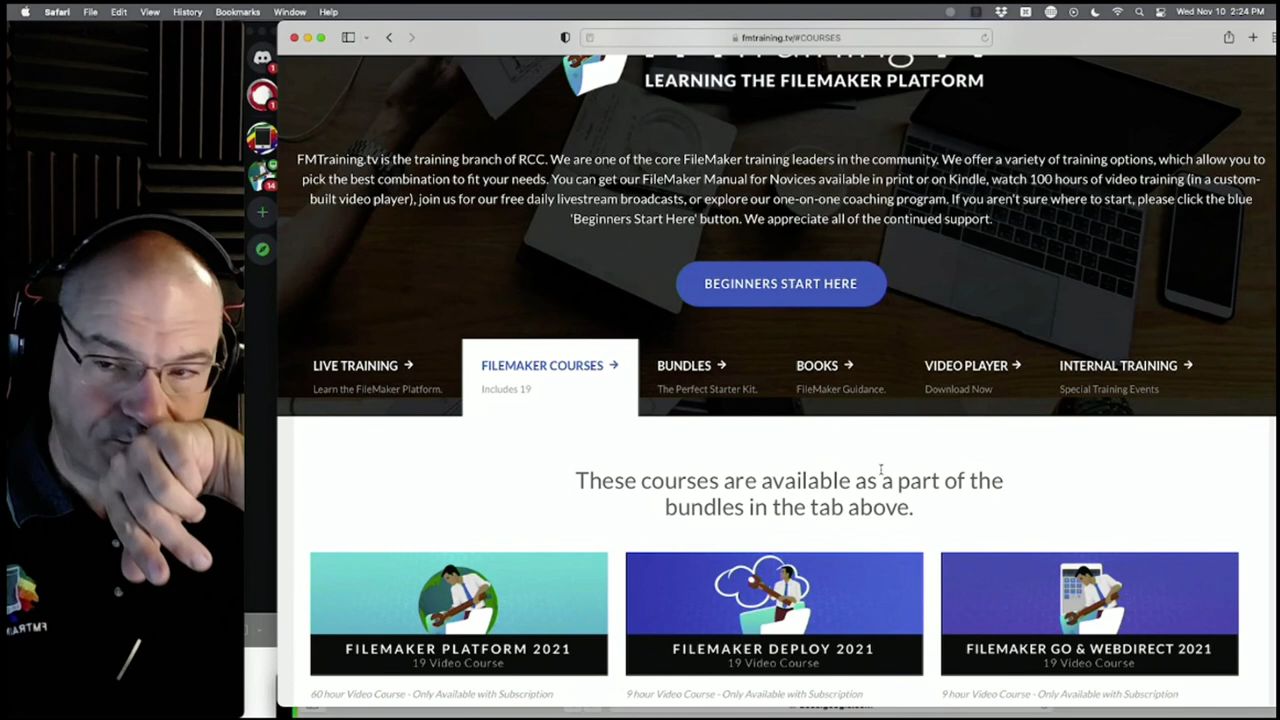 Safari File Edit View History Bookmarks Window Help
Wed Nov 10 2:24 PM
fmtraining.tv/#COURSES
LEARNING THE FILEMAKER PLATFORM
FMTraining.tv is the training branch of RCC. We are one of the core FileMaker training leaders in the community. We offer a variety of training options, which allow you to
pick the best combination to fit your needs. You can get our FileMaker Manual for Novices available in print or on Kindle, watch 100 hours of video training (in a custom-
built video player), join us for our free daily livestream broadcasts, or explore our one-on-one coaching program. If you aren't sure where to start, please click the blue
'Beginners Start Here' button. We appreciate all of the continued support.
BEGINNERS START HERE
LIVE TRAINING → FILEMAKER COURSES → BUNDLES → BOOKS → VIDEO PLAYER → INTERNAL TRAINING →
Learn the FileMaker Platform. Includes 19 The Perfect Starter Kit. FileMaker Guidance. Download Now Special Training Events
These courses are available as a part of the
bundles in the tab above.
FILEMAKER PLATFORM 2021
19 Video Course
60 hour Video Course - Only Available with Subscription
FILEMAKER DEPLOY 2021
19 Video Course
9 hour Video Course - Only Available with Subscription
FILEMAKER GO & WEBDIRECT 2021
19 Video Course
9 hour Video Course - Only Available with Subscription
1
1
14